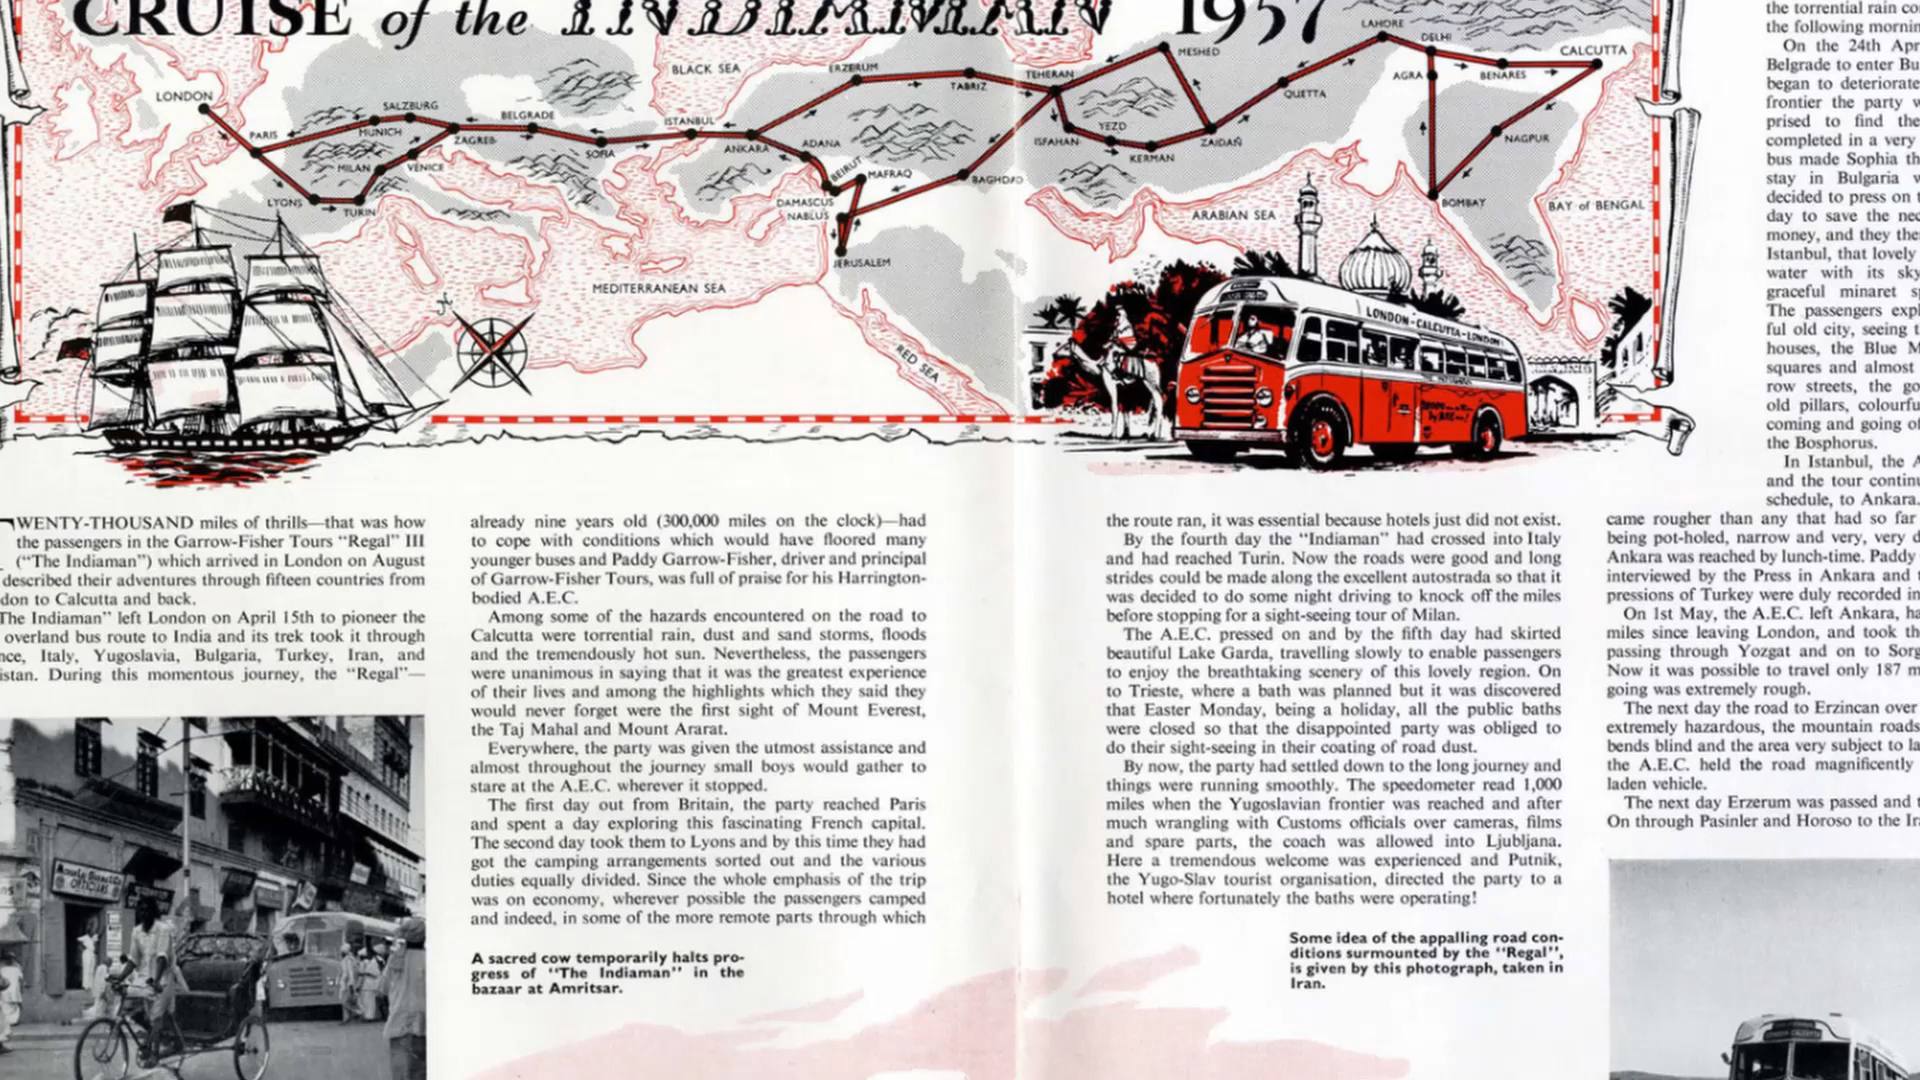 CRUISE of the INDIAMAN 1957
LONDON
PARIS
LYONS
TURIN
MILAN
MUNICH
SALZBURG
VENICE
ZAGREB
BELGRADE
SOFIA
ISTANBUL
BLACK SEA
ANKARA
ADANA
ERZERUM
TABRIZ
BEIRUT
MAFRAQ
DAMASCUS
NABLUS
JERUSALEM
BAGHDAD
TEHERAN
MESHED
ISFAHAN
YEZD
KERMAN
ZAIDAN
QUETTA
LAHORE
DELHI
AGRA
BENARES
CALCUTTA
NAGPUR
BOMBAY
BAY of BENGAL
ARABIAN SEA
MEDITERRANEAN SEA
RED SEA
LONDON-CALCUTTA-LONDON
WENTY-THOUSAND miles of thrills—that was how
the passengers in the Garrow-Fisher Tours "Regal" III
("The Indiaman") which arrived in London on August
described their adventures through fifteen countries from
don to Calcutta and back.
The Indiaman" left London on April 15th to pioneer the
overland bus route to India and its trek took it through
nce, Italy, Yugoslavia, Bulgaria, Turkey, Iran, and
istan. During this momentous journey, the "Regal"—
already nine years old (300,000 miles on the clock)—had
to cope with conditions which would have floored many
younger buses and Paddy Garrow-Fisher, driver and principal
of Garrow-Fisher Tours, was full of praise for his Harrington-
bodied A.E.C.
Among some of the hazards encountered on the road to
Calcutta were torrential rain, dust and sand storms, floods
and the tremendously hot sun. Nevertheless, the passengers
were unanimous in saying that it was the greatest experience
of their lives and among the highlights which they said they
would never forget were the first sight of Mount Everest,
the Taj Mahal and Mount Ararat.
Everywhere, the party was given the utmost assistance and
almost throughout the journey small boys would gather to
stare at the A.E.C. wherever it stopped.
The first day out from Britain, the party reached Paris
and spent a day exploring this fascinating French capital.
The second day took them to Lyons and by this time they had
got the camping arrangements sorted out and the various
duties equally divided. Since the whole emphasis of the trip
was on economy, wherever possible the passengers camped
and indeed, in some of the more remote parts through which
A sacred cow temporarily halts pro-
gress of "The Indiaman" in the
bazaar at Amritsar.
the route ran, it was essential because hotels just did not exist.
By the fourth day the "Indiaman" had crossed into Italy
and had reached Turin. Now the roads were good and long
strides could be made along the excellent autostrada so that it
was decided to do some night driving to knock off the miles
before stopping for a sight-seeing tour of Milan.
The A.E.C. pressed on and by the fifth day had skirted
beautiful Lake Garda, travelling slowly to enable passengers
to enjoy the breathtaking scenery of this lovely region. On
to Trieste, where a bath was planned but it was discovered
that Easter Monday, being a holiday, all the public baths
were closed so that the disappointed party was obliged to
do their sight-seeing in their coating of road dust.
By now, the party had settled down to the long journey and
things were running smoothly. The speedometer read 1,000
miles when the Yugoslavian frontier was reached and after
much wrangling with Customs officials over cameras, films
and spare parts, the coach was allowed into Ljubljana.
Here a tremendous welcome was experienced and Putnik,
the Yugo-Slav tourist organisation, directed the party to a
hotel where fortunately the baths were operating!
Some idea of the appalling road con-
ditions surmounted by the "Regal",
is given by this photograph, taken in
Iran.
the torrential rain co
the following mornin
On the 24th Apr
Belgrade to enter Bu
began to deteriorate
frontier the party w
prised to find the
completed in a very
bus made Sophia th
stay in Bulgaria w
decided to press on t
day to save the nec
money, and they the
Istanbul, that lovely
water with its sky
graceful minaret s
The passengers expl
ful old city, seeing t
houses, the Blue M
squares and almost
row streets, the go
old pillars, colourfu
coming and going of
the Bosphorus.
In Istanbul, the A
and the tour continu
schedule, to Ankara.
came rougher than any that had so far
being pot-holed, narrow and very, very d
Ankara was reached by lunch-time. Paddy
interviewed by the Press in Ankara and t
pressions of Turkey were duly recorded in
On 1st May, the A.E.C. left Ankara, ha
miles since leaving London, and took th
passing through Yozgat and on to Sorg
Now it was possible to travel only 187 m
going was extremely rough.
The next day the road to Erzincan over
extremely hazardous, the mountain roads
bends blind and the area very subject to la
the A.E.C. held the road magnificently
laden vehicle.
The next day Erzerum was passed and t
On through Pasinler and Horoso to the Ira